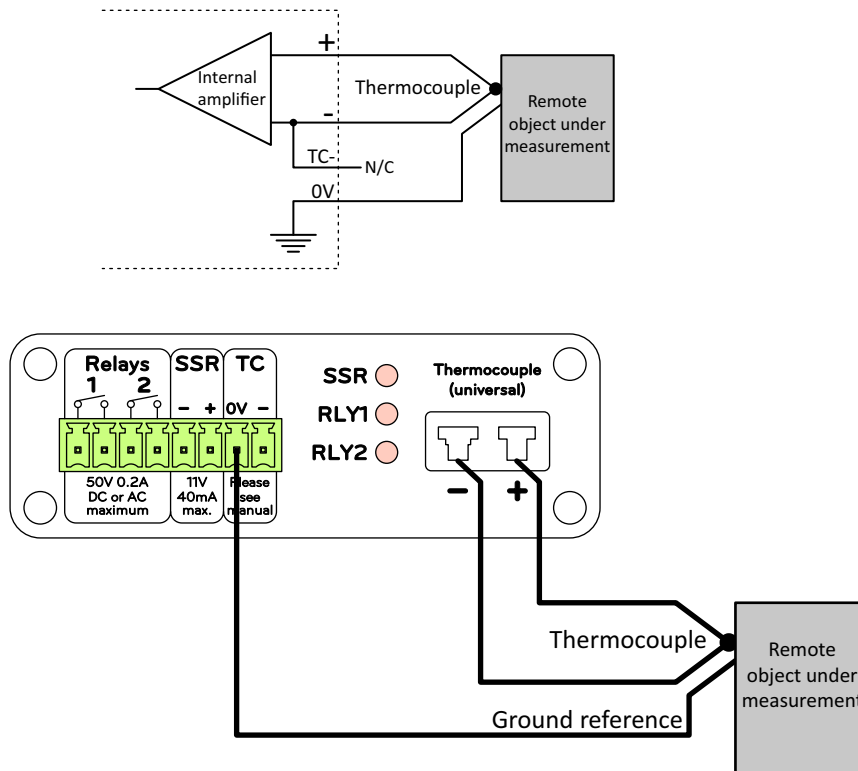 +
Internal
amplifier
Thermocouple
-
Remote
object under
measurement
TC-
N/C
0V
Relays
1 2
SSR
- +
TC
0V -
50V 0.2A
DC or AC
maximum
11V
40mA
max.
Please
see
manual
SSR
RLY1
RLY2
Thermocouple
(universal)
- +
Thermocouple
Remote
object under
measurement
Ground reference